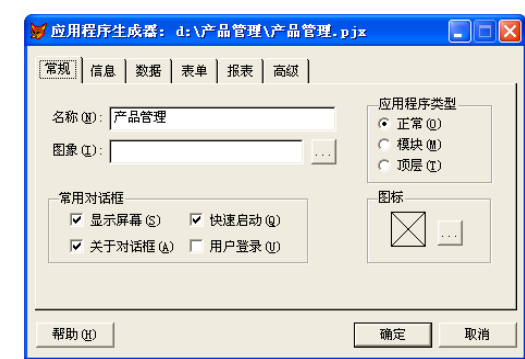 应用程序生成器: d:\产品管理\产品管理.pjx
常规 信息 数据 表单 报表 高级
名称(N): 产品管理
图象(I): ...
应用程序类型
正常(O)
模块(M)
顶层(T)
常用对话框
显示屏幕(S) 快速启动(Q)
关于对话框(A) 用户登录(U)
图标
...
帮助(H) 确定 取消